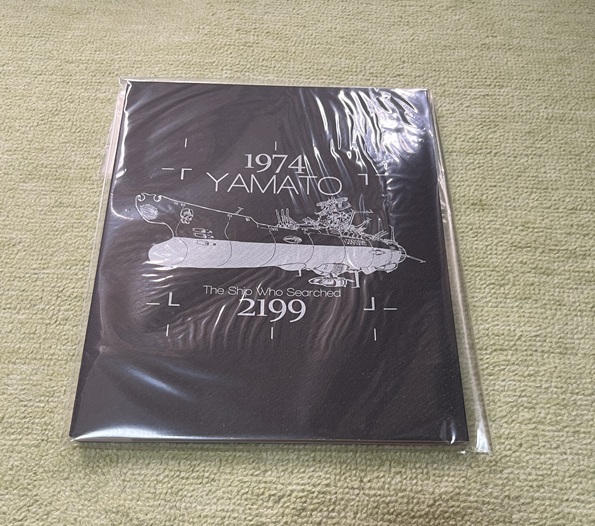 1974
YAMATO
The Ship Who Searched
2199